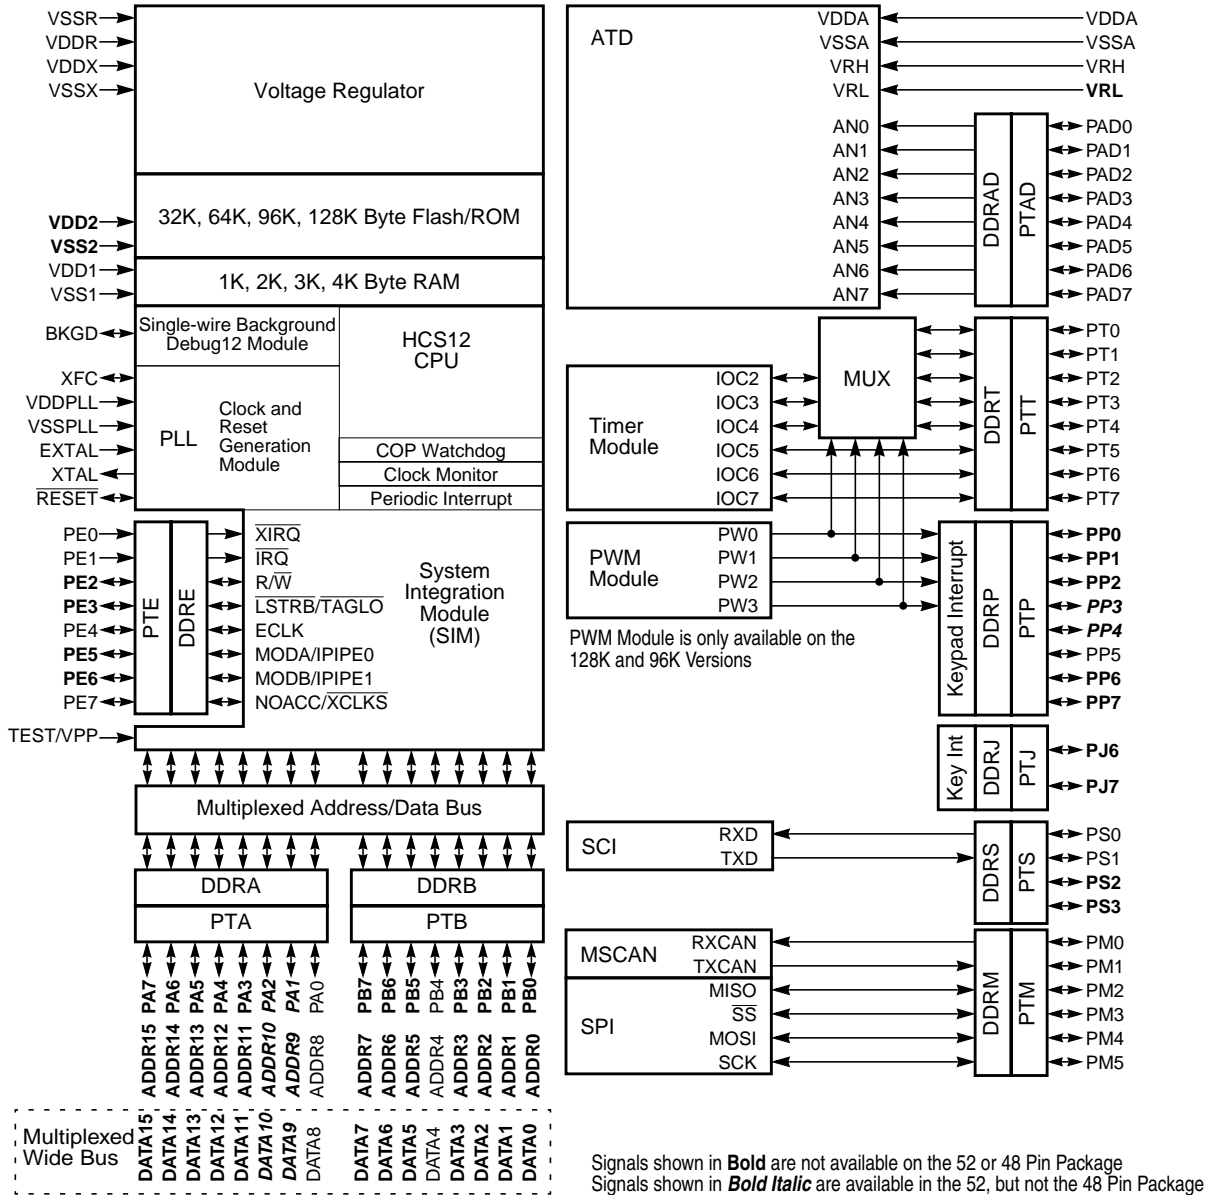 VSSR
VDDR
VDDX
VSSX
Voltage Regulator
VDD2
VSS2
32K, 64K, 96K, 128K Byte Flash/ROM
VDD1
VSS1
1K, 2K, 3K, 4K Byte RAM
BKGD
Single-wire Background
Debug12 Module
HCS12
CPU
XFC
VDDPLL
VSSPLL
EXTAL
XTAL
RESET
PLL
Clock and
Reset
Generation
Module
COP Watchdog
Clock Monitor
Periodic Interrupt
PE0
PE1
PE2
PE3
PE4
PE5
PE6
PE7
PTE
DDRE
XIRQ
IRQ
R/W
LSTRB/TAGLO
ECLK
MODA/IPIPE0
MODB/IPIPE1
NOACC/XCLKS
System
Integration
Module
(SIM)
TEST/VPP
Multiplexed Address/Data Bus
DDRA
PTA
DDRB
PTB
PA7
PA6
PA5
PA4
PA3
PA2
PA1
PA0
PB7
PB6
PB5
PB4
PB3
PB2
PB1
PB0
ADDR15
ADDR14
ADDR13
ADDR12
ADDR11
ADDR10
ADDR9
ADDR8
ADDR7
ADDR6
ADDR5
ADDR4
ADDR3
ADDR2
ADDR1
ADDR0
Multiplexed
Wide Bus
DATA15
DATA14
DATA13
DATA12
DATA11
DATA10
DATA9
DATA8
DATA7
DATA6
DATA5
DATA4
DATA3
DATA2
DATA1
DATA0
ATD
VDDA
VSSA
VRH
VRL
AN0
AN1
AN2
AN3
AN4
AN5
AN6
AN7
DDRAD
PTAD
VDDA
VSSA
VRH
VRL
PAD0
PAD1
PAD2
PAD3
PAD4
PAD5
PAD6
PAD7
Timer
Module
IOC2
IOC3
IOC4
IOC5
IOC6
IOC7
MUX
DDRT
PTT
PT0
PT1
PT2
PT3
PT4
PT5
PT6
PT7
PWM
Module
PW0
PW1
PW2
PW3
PWM Module is only available on the
128K and 96K Versions
Keypad Interrupt
DDRP
PTP
PP0
PP1
PP2
PP3
PP4
PP5
PP6
PP7
Key Int
DDRJ
PTJ
PJ6
PJ7
SCI
RXD
TXD
DDRS
PTS
PS0
PS1
PS2
PS3
MSCAN
RXCAN
TXCAN
SPI
MISO
SS
MOSI
SCK
DDRM
PTM
PM0
PM1
PM2
PM3
PM4
PM5
Signals shown in Bold are not available on the 52 or 48 Pin Package
Signals shown in Bold Italic are available in the 52, but not the 48 Pin Package